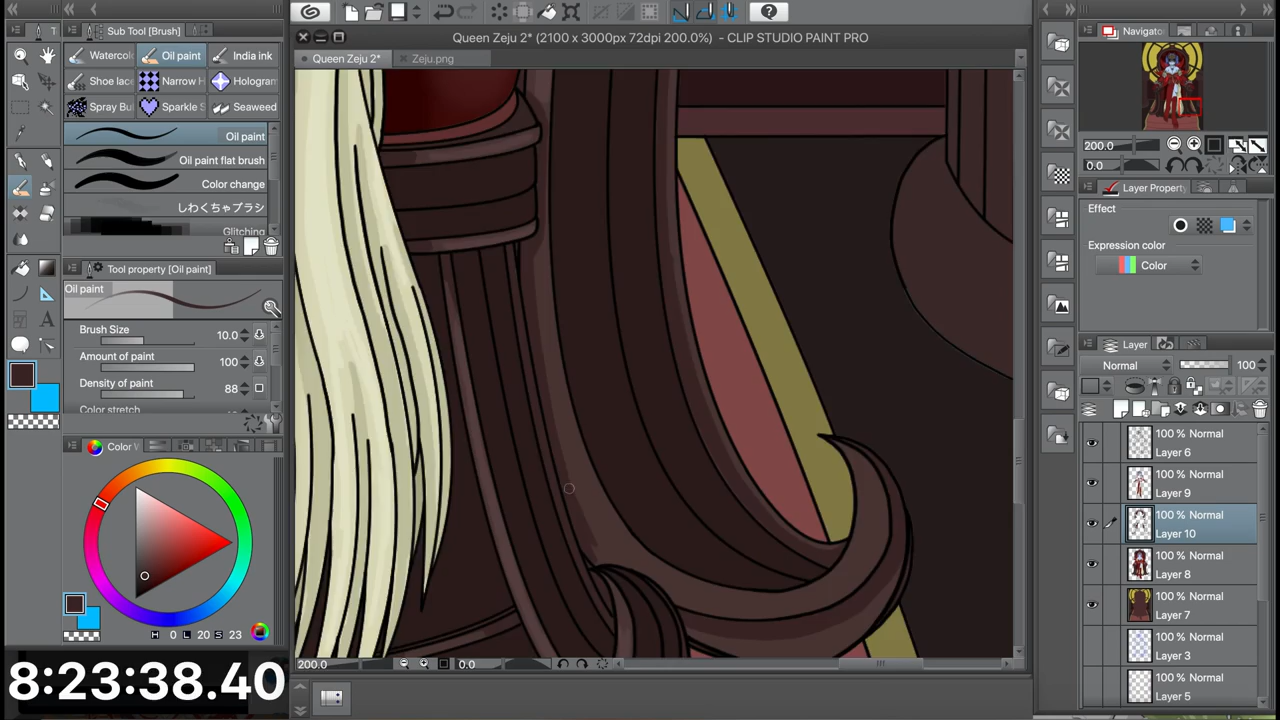 Queen Zeju 2* (2100 x 3000px 72dpi 200.0%) - CLIP STUDIO PAINT PRO
Queen Zeju 2*
Zeju.png
Sub Tool [Brush]
Watercol
Oil paint
India ink
Shoe lace
Narrow H
Hologram
Spray Bu
Sparkle S
Seaweed
Oil paint
Oil paint flat brush
Color change
しわくちゃブラシ
Glitching
Tool property [Oil paint]
Oil paint
Brush Size
10.0
Amount of paint
100
Density of paint
88
Color stretch
Color W
H 0 L 20 S 23
8:23:38.40
200.0
0.0
Navigator
200.0
0.0
Layer Property
Effect
Expression color
Color
Layer
Normal
100
100 % Normal
Layer 6
100 % Normal
Layer 9
100 % Normal
Layer 10
100 % Normal
Layer 8
100 % Normal
Layer 7
100 % Normal
Layer 3
100 % Normal
Layer 5